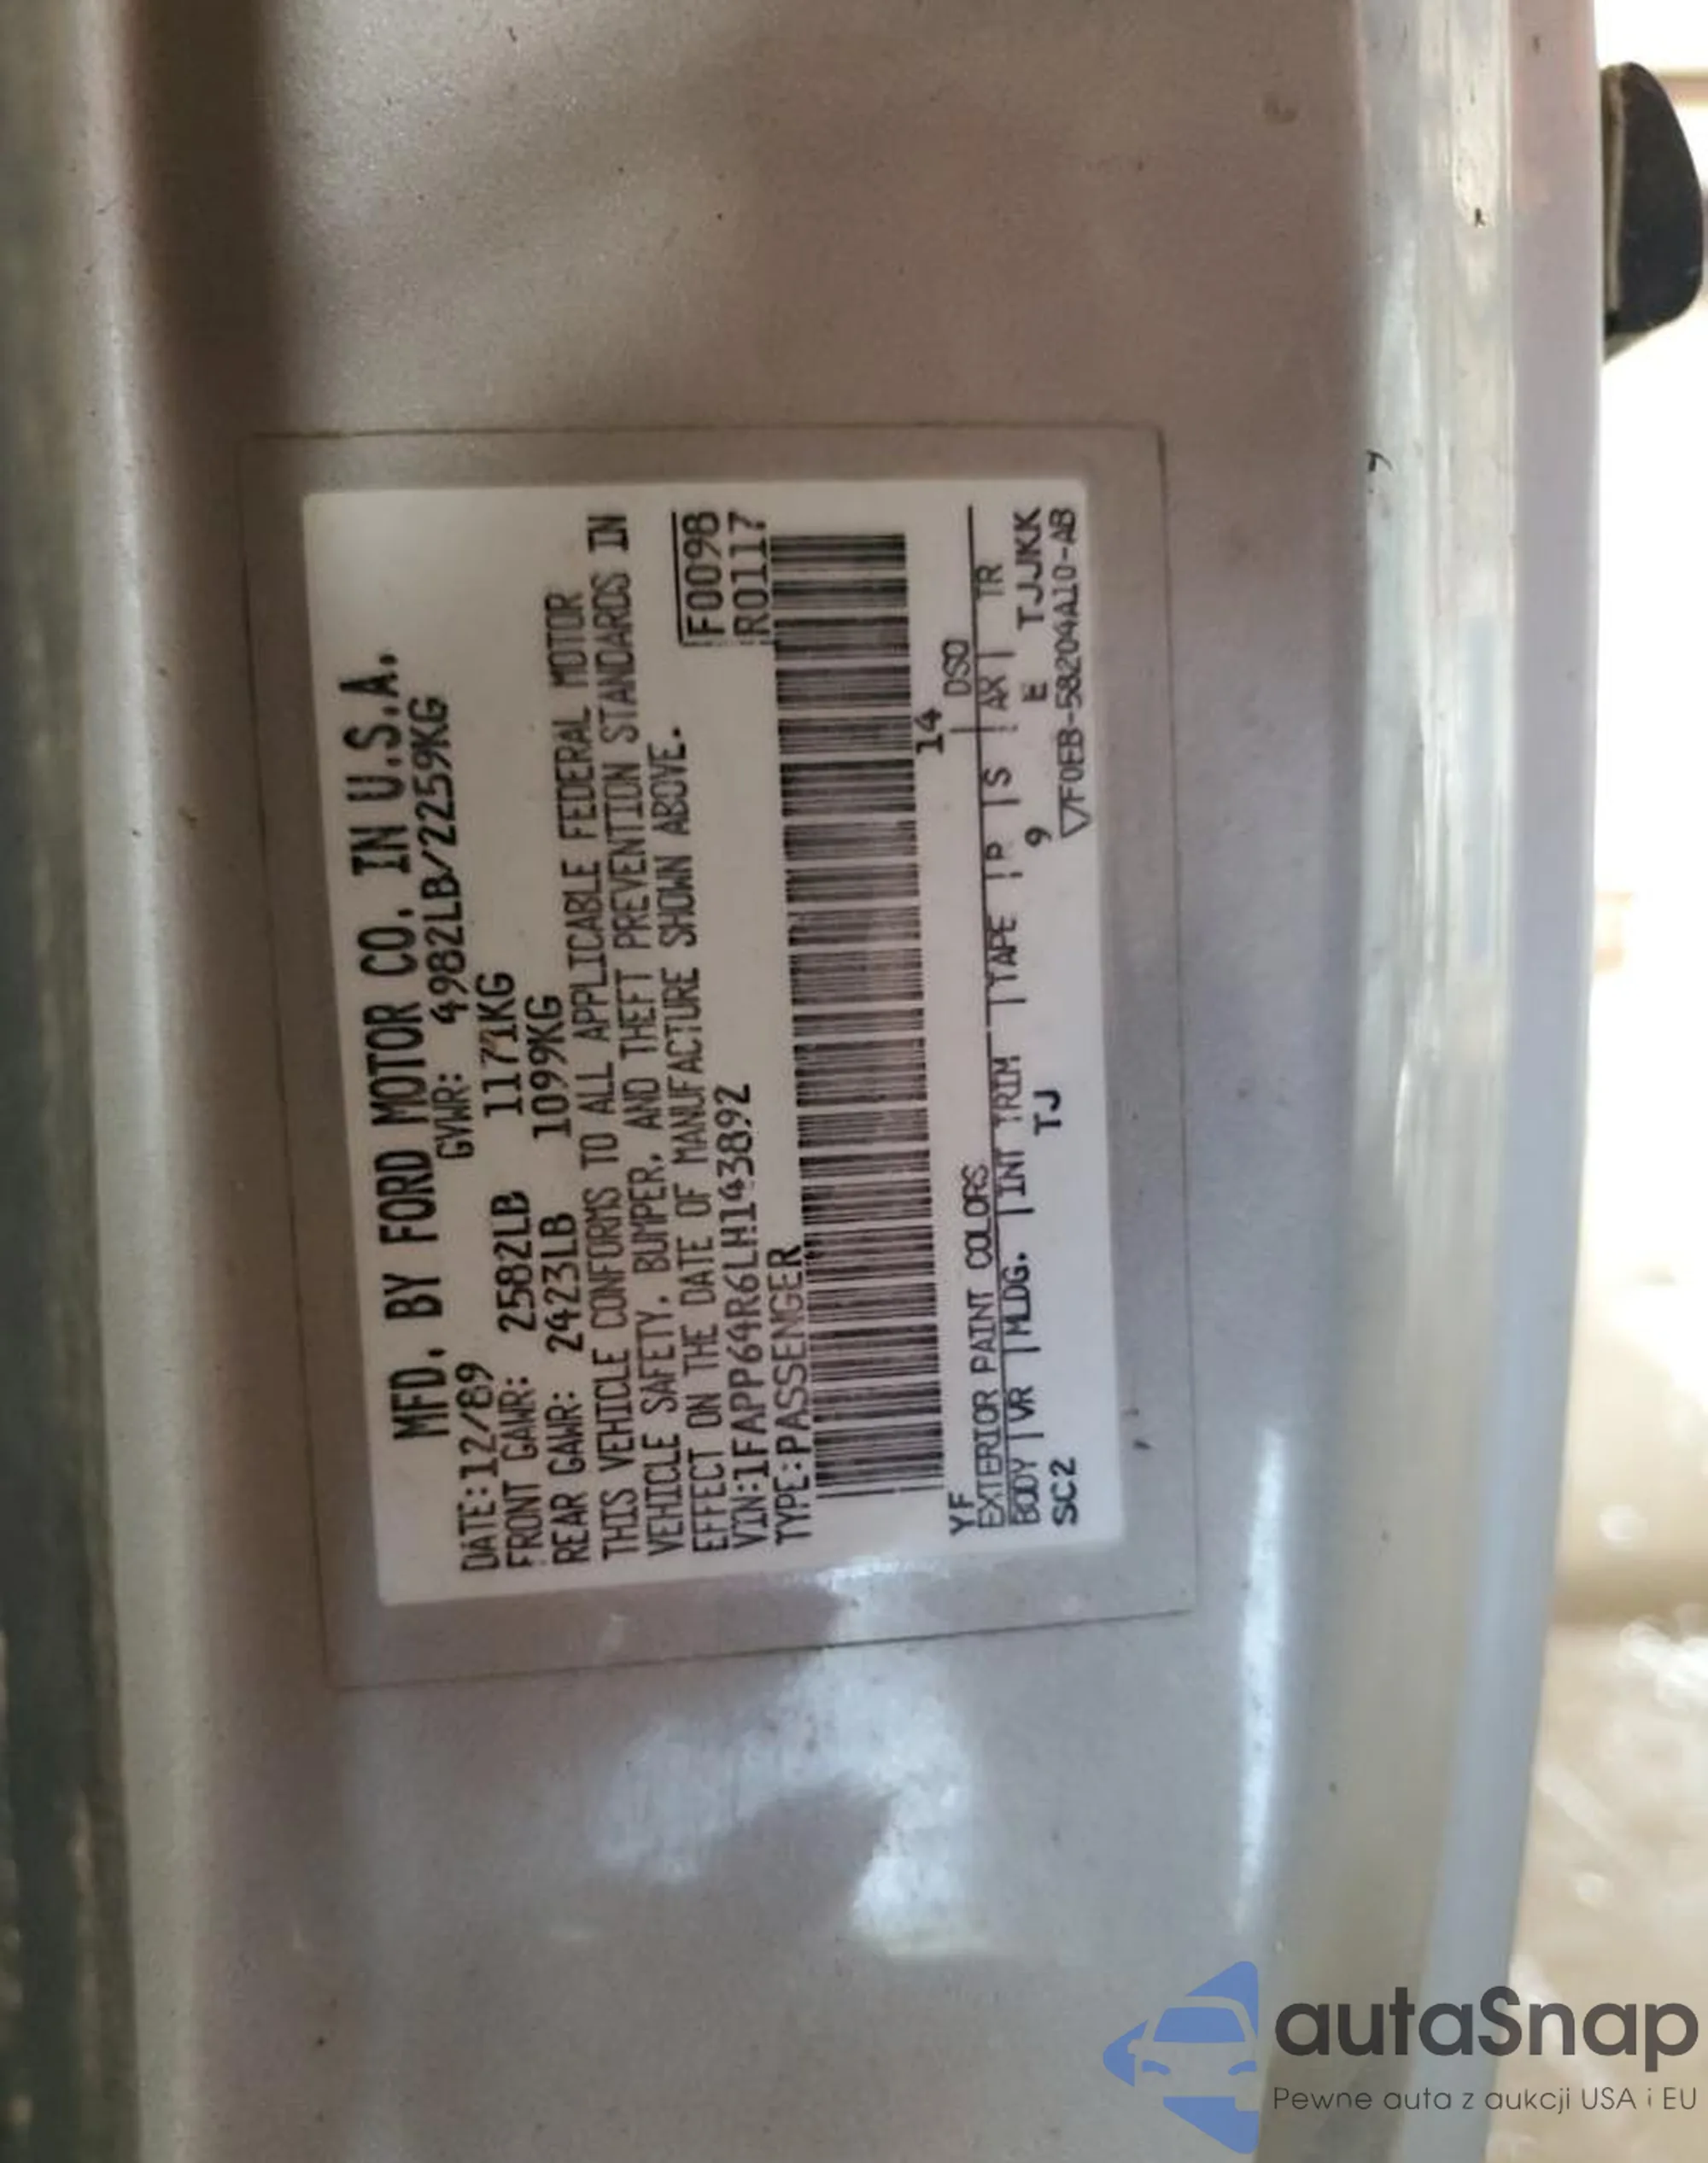 MFD. BY FORD MOTOR CO. IN U.S.A.
DATE:12/89 GVWR: 4982LB/2259KG
FRONT GAWR: 2582LB 1171KG
REAR GAWR: 2423LB 1099KG
THIS VEHICLE CONFORMS TO ALL APPLICABLE FEDERAL MOTOR
VEHICLE SAFETY, BUMPER, AND THEFT PREVENTION STANDARDS IN
EFFECT ON THE DATE OF MANUFACTURE SHOWN ABOVE.
VIN:1FAPP64R6LH143892 F0098
TYPE:PASSENGER R0117
14
YF
EXTERIOR PAINT COLORS DSO
BODY VR MLDG. INT TRIM TAPE P S AX TR
SC2 TJ 9 E TJJKK
▽F0EB-58204A10-AB
autaSnap
Pewne auta z aukcji USA i EU